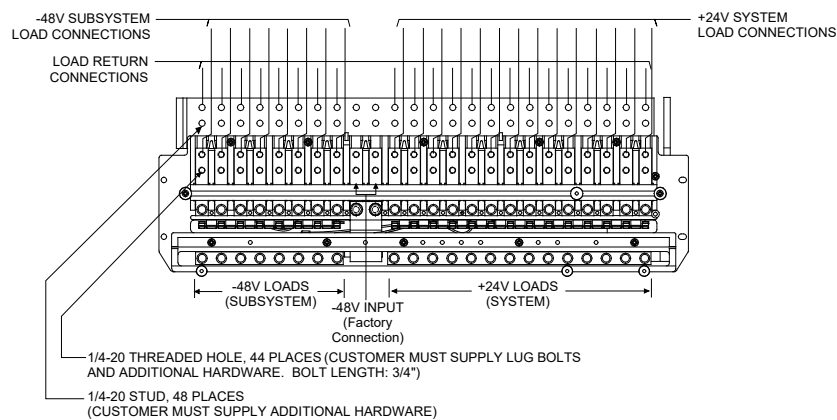 -48V SUBSYSTEM
LOAD CONNECTIONS
+24V SYSTEM
LOAD CONNECTIONS
LOAD RETURN
CONNECTIONS
-48V LOADS
(SUBSYSTEM)
-48V INPUT
(Factory
Connection)
+24V LOADS
(SYSTEM)
1/4-20 THREADED HOLE, 44 PLACES (CUSTOMER MUST SUPPLY LUG BOLTS
AND ADDITIONAL HARDWARE.  BOLT LENGTH: 3/4")
1/4-20 STUD, 48 PLACES
(CUSTOMER MUST SUPPLY ADDITIONAL HARDWARE)